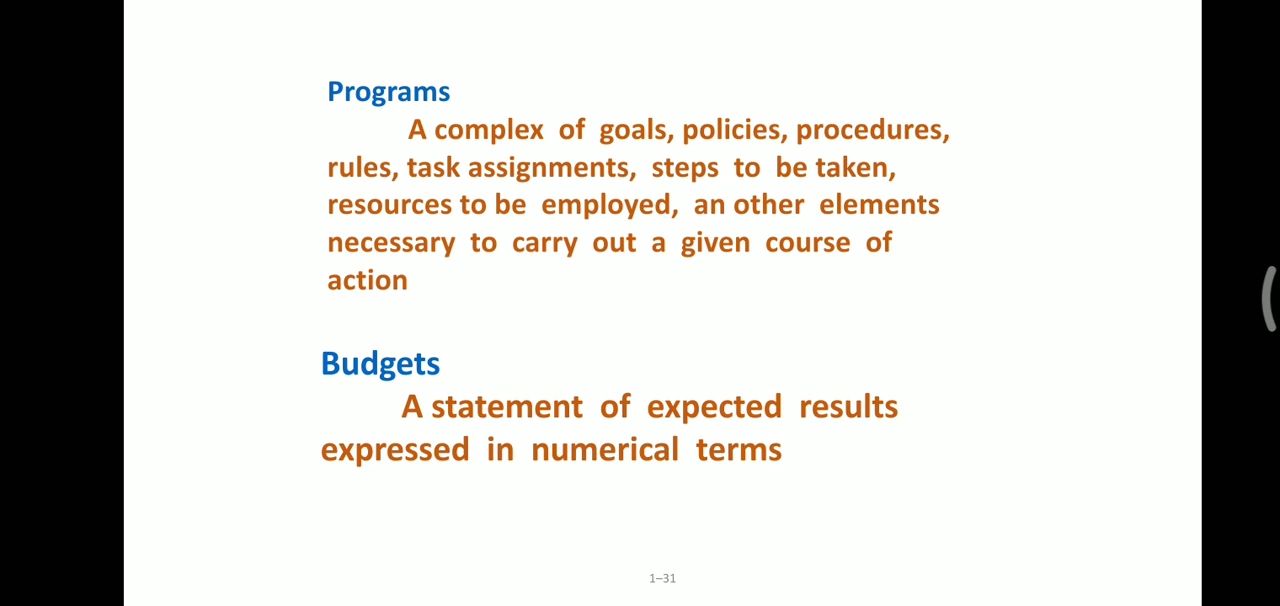 Programs
A complex of goals, policies, procedures,
rules, task assignments, steps to be taken,
resources to be employed, an other elements
necessary to carry out a given course of
action
Budgets
A statement of expected results
expressed in numerical terms
1–31